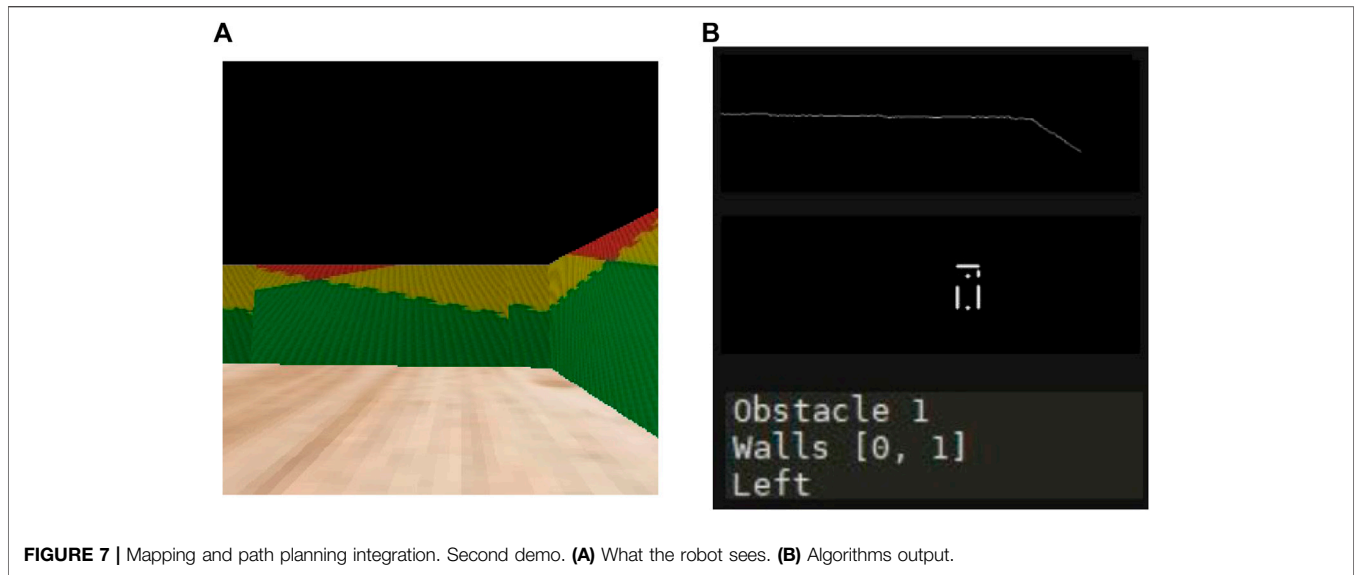 A
B
Obstacle 1
Walls [0, 1]
Left
FIGURE 7 | Mapping and path planning integration. Second demo. (A) What the robot sees. (B) Algorithms output.